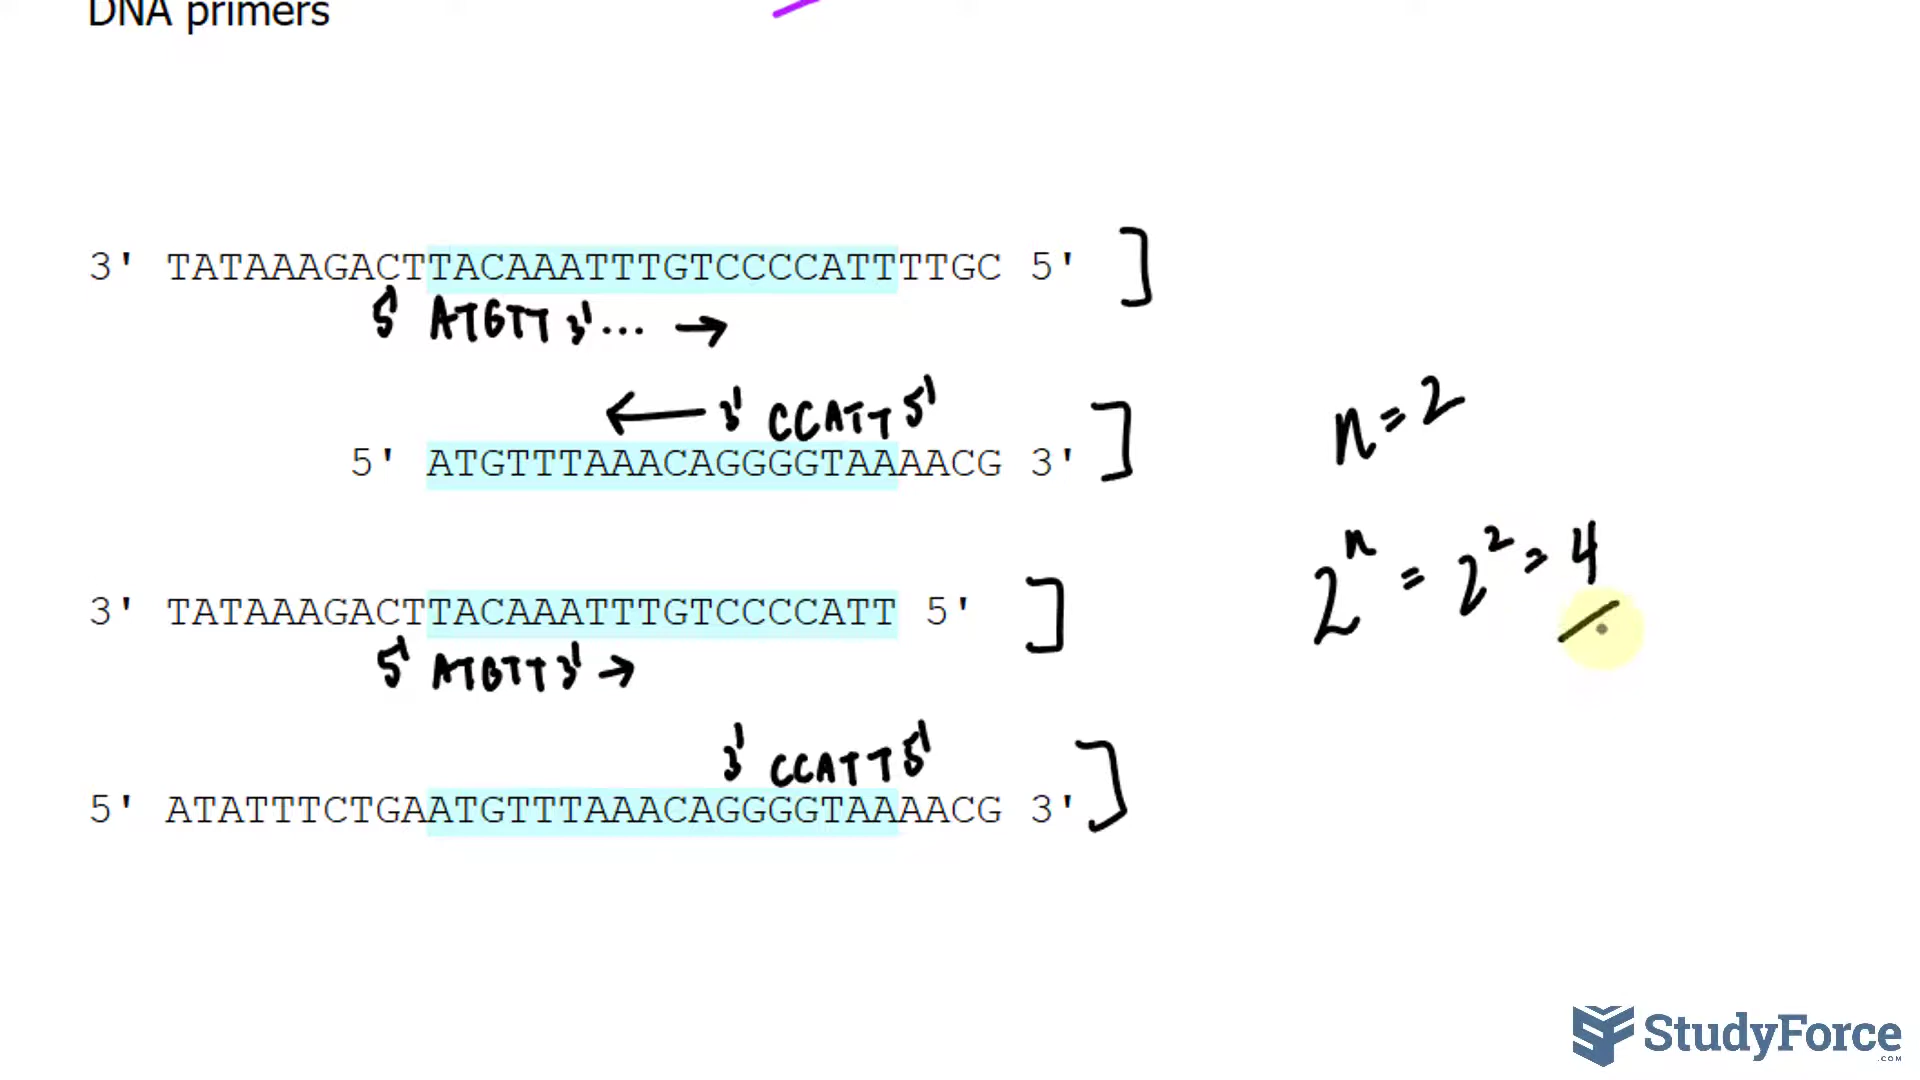 DNA primers
3' TATAAAGACTTACAAATTTGTCCCCATTTTGC 5'
5' ATGTT 3' ... →
← 3' CCATT 5'
5' ATGTTTAAACAGGGGTAAAACG 3'
n = 2
2ⁿ = 2² = 4
3' TATAAAGACTTACAAATTTGTCCCCATT 5'
5' ATGTT 3' →
3' CCATT 5'
5' ATATTTCTGAATGTTTAAACAGGGGTAAAACG 3'
StudyForce
.COM